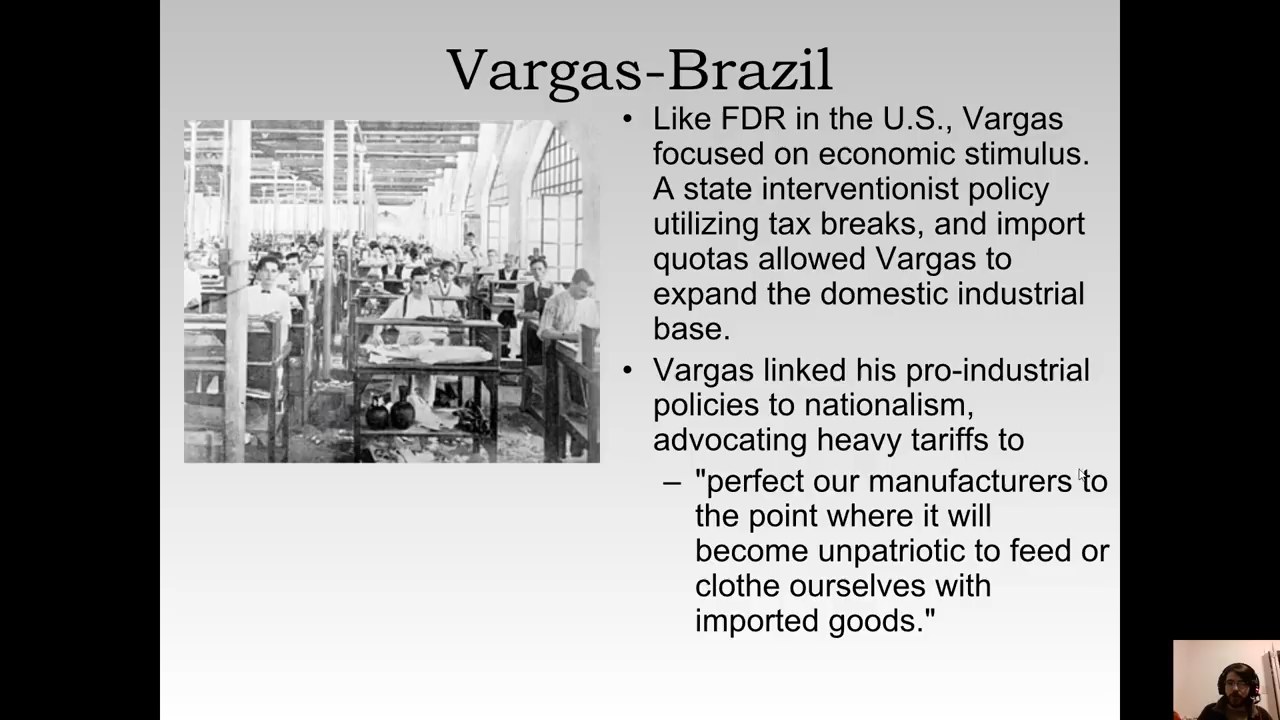 Vargas-Brazil
• Like FDR in the U.S., Vargas
focused on economic stimulus.
A state interventionist policy
utilizing tax breaks, and import
quotas allowed Vargas to
expand the domestic industrial
base.
• Vargas linked his pro-industrial
policies to nationalism,
advocating heavy tariffs to
– "perfect our manufacturers to
the point where it will
become unpatriotic to feed or
clothe ourselves with
imported goods."